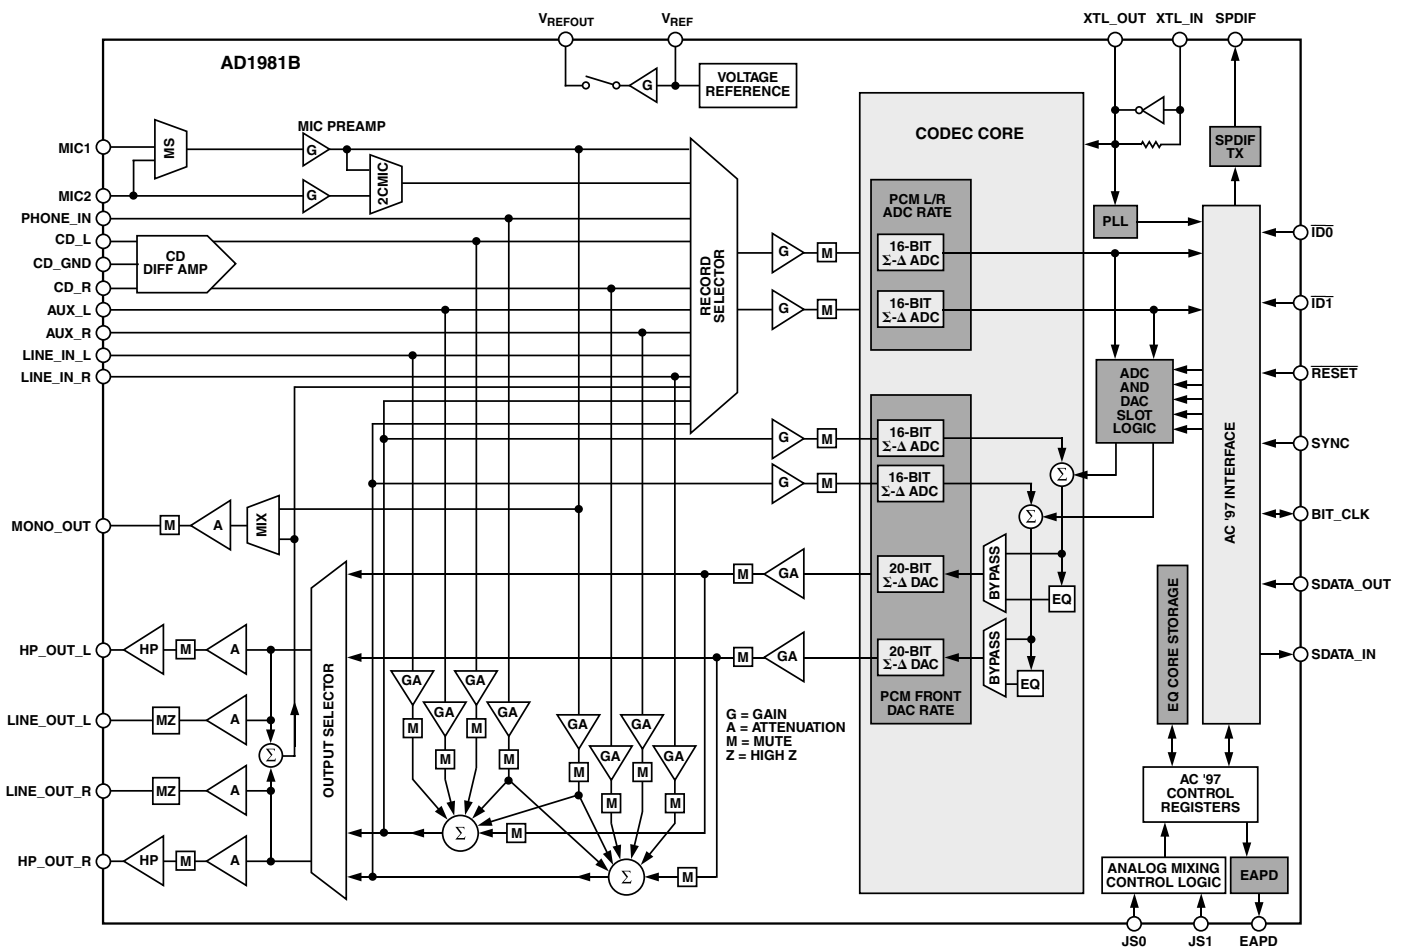 V_REFOUT
V_REF
XTL_OUT
XTL_IN
SPDIF
AD1981B
G
VOLTAGE
REFERENCE
MIC1
MS
MIC PREAMP
G
2CMIC
MIC2
G
PHONE_IN
CD_L
CD_GND
CD_R
CD
DIFF AMP
AUX_L
AUX_R
LINE_IN_L
LINE_IN_R
RECORD
SELECTOR
G
M
G
M
G
M
G
M
CODEC CORE
PCM L/R
ADC RATE
16-BIT
Σ-Δ ADC
16-BIT
Σ-Δ ADC
16-BIT
Σ-Δ ADC
16-BIT
Σ-Δ ADC
20-BIT
Σ-Δ DAC
20-BIT
Σ-Δ DAC
PCM FRONT
DAC RATE
Σ
Σ
BYPASS
EQ
BYPASS
EQ
SPDIF
TX
PLL
ADC
AND
DAC
SLOT
LOGIC
AC '97 INTERFACE
EQ CORE STORAGE
ID0
ID1
RESET
SYNC
BIT_CLK
SDATA_OUT
SDATA_IN
MONO_OUT
M
A
MIX
M
GA
M
GA
HP_OUT_L
HP
M
A
LINE_OUT_L
MZ
A
Σ
LINE_OUT_R
MZ
A
HP_OUT_R
HP
M
A
OUTPUT SELECTOR
GA
GA
GA
GA
GA
GA
GA
GA
M
M
M
M
M
M
M
M
Σ
M
Σ
M
G = GAIN
A = ATTENUATION
M = MUTE
Z = HIGH Z
AC '97
CONTROL
REGISTERS
ANALOG MIXING
CONTROL LOGIC
EAPD
JS0
JS1
EAPD